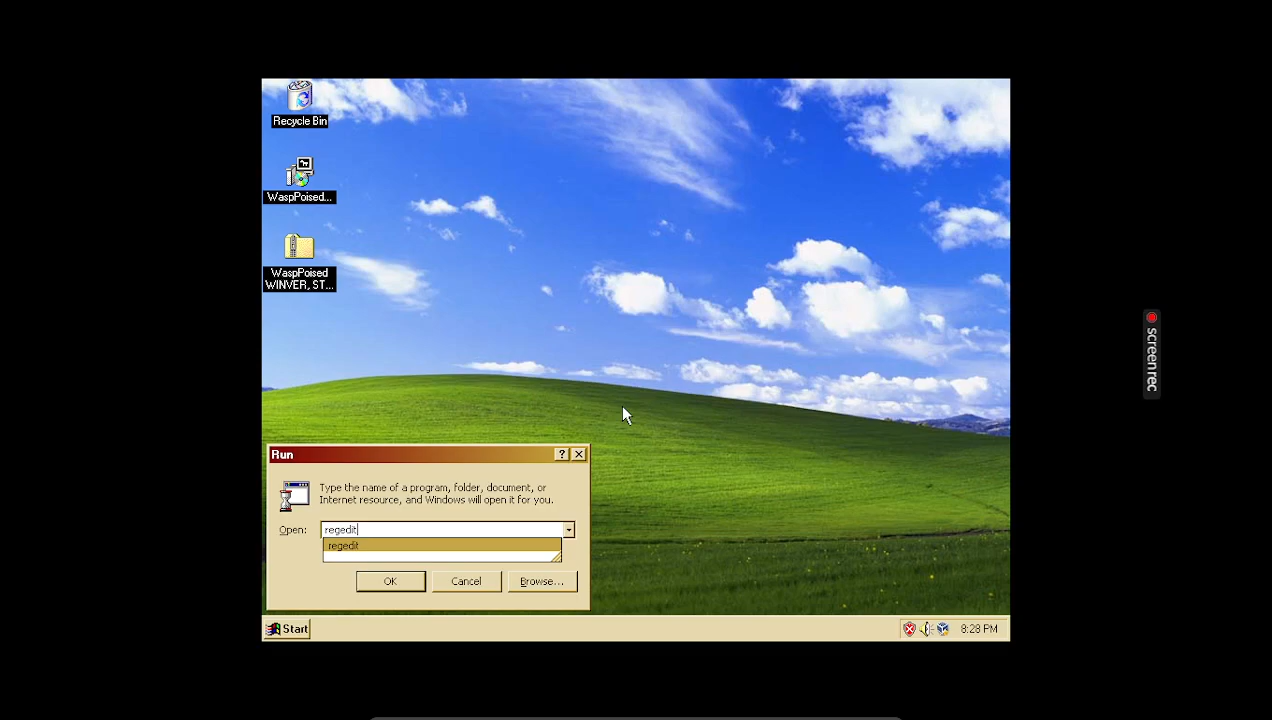 Recycle Bin
WaspPoised...
WaspPoised
WINVER, ST...
Run
Type the name of a program, folder, document, or
Internet resource, and Windows will open it for you.
Open:
regedit
regedit
OK
Cancel
Browse...
Start
8:28 PM
screenrec